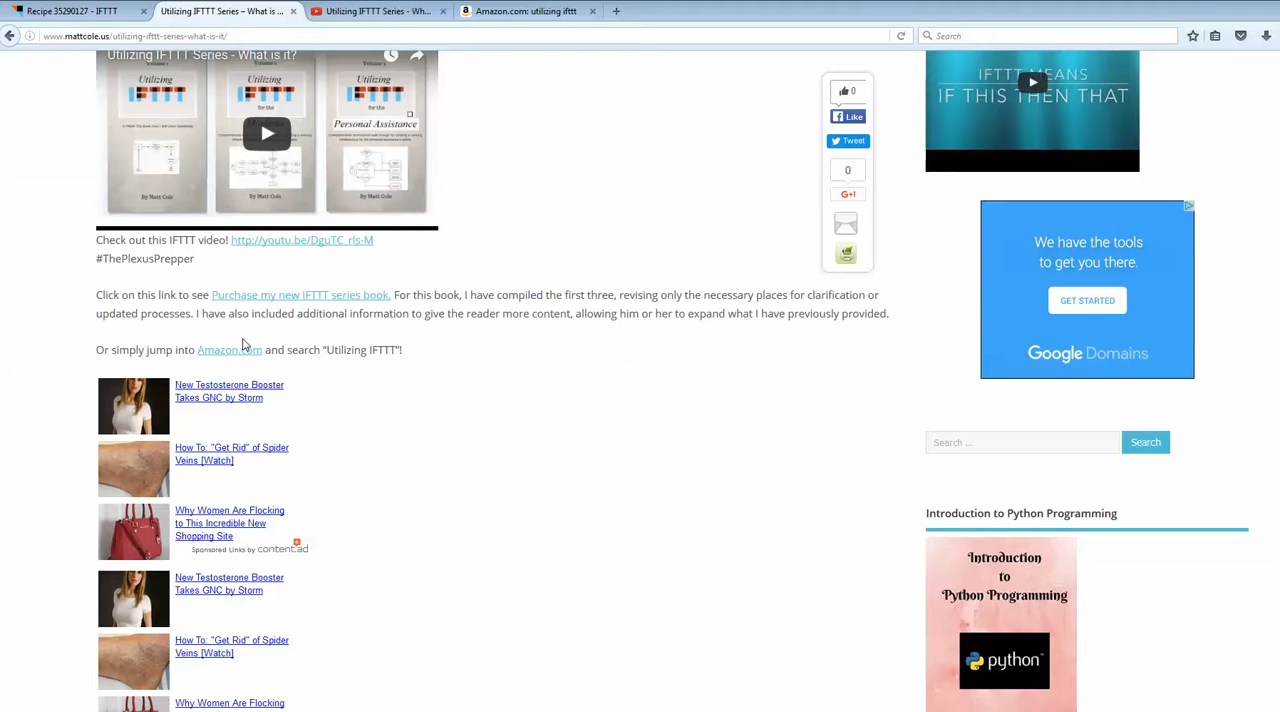 Recipe 35290127 - IFTTT
Utilizing IFTTT Series – What is ...
Utilizing IFTTT Series - Wh...
Amazon.com: utilizing ifttt
www.mattcole.us/utilizing-ifttt-series-what-is-it/
Search
Utilizing IFTTT Series - What is it?
Utilizing
Utilizing
Utilizing
for the
for the
Personal Assistance
By Matt Cole
By Matt Cole
By Matt Cole
Check out this IFTTT video! http://youtu.be/DguTC_rls-M
#ThePlexusPrepper
Click on this link to see Purchase my new IFTTT series book. For this book, I have compiled the first three, revising only the necessary places for clarification or
updated processes. I have also included additional information to give the reader more content, allowing him or her to expand what I have previously provided.
Or simply jump into Amazon.com and search “Utilizing IFTTT”!
New Testosterone Booster
Takes GNC by Storm
How To: "Get Rid" of Spider
Veins [Watch]
Why Women Are Flocking
to This Incredible New
Shopping Site
Sponsored Links by content.ad
New Testosterone Booster
Takes GNC by Storm
How To: "Get Rid" of Spider
Veins [Watch]
Why Women Are Flocking
0
Like
Tweet
0
G+1
IFTTT MEANS
IF THIS THEN THAT
We have the tools
to get you there.
GET STARTED
Google Domains
Search ...
Search
Introduction to Python Programming
Introduction
to
Python Programming
python